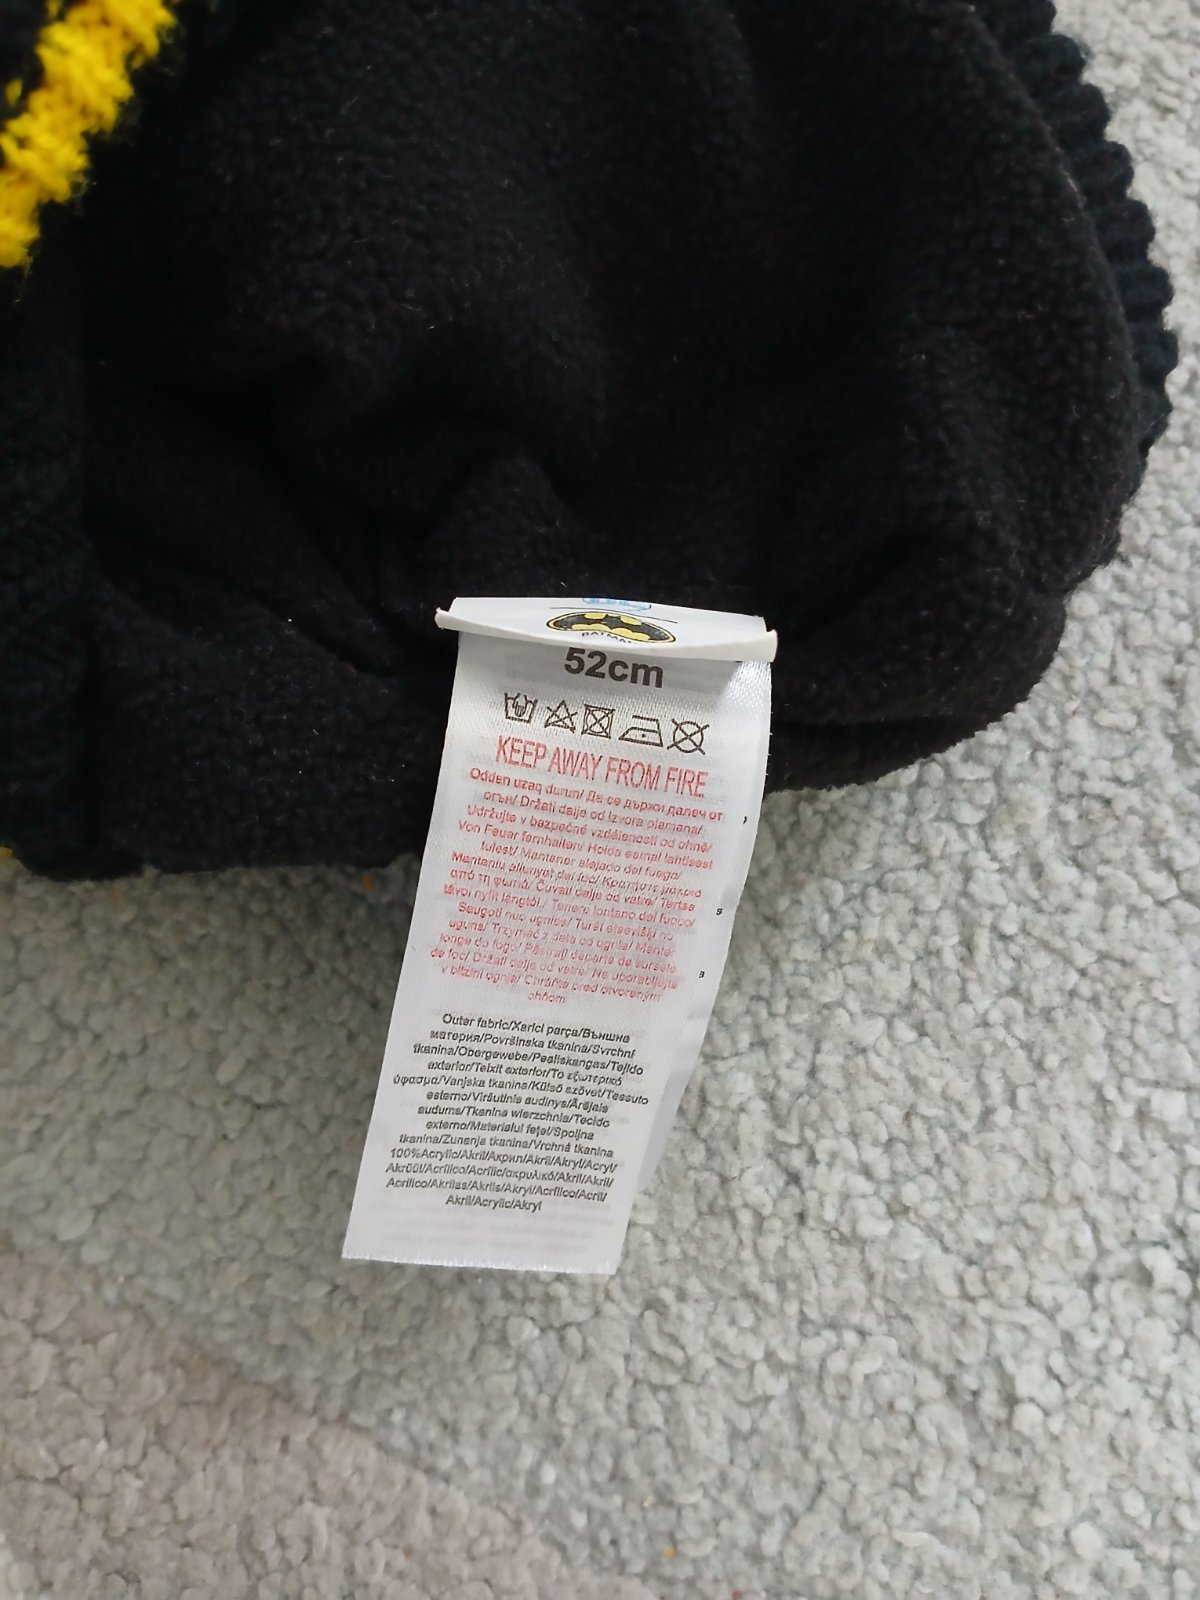 BATMAN
52cm
KEEP AWAY FROM FIRE
Oddan uzaq durun/ Да се държи далеч от
огън/ Držati dalje od izvora plamena/
Udržujte v bezpečné vzdálenosti od ohně/
Von Feuer fernhalten/ Hoida eemal lahtisest
tulest/ Mantener alejado del fuego/
Manteniu allunyat del foc/ Κρατήστε μακριά
από τη φωτιά/ Čuvati dalje od vatre/ Tartsa
távol nyílt lángtól / Tenere lontano dal fuoco/
Saugoti nuo ugnies/ Turēt atsevišķi no
uguns/ Trzymać z dala od ognia/ Manter
longe do fogo/ Păstrați departe de sursele
de foc/ Držati dalje od vatre/ Ne uporabljajte
v bližini ognja/ Chráňte pred otvoreným
ohňom
Outer fabric/Xarici parça/Външна
материя/Površinska tkanina/Svrchní
tkanina/Obergewebe/Pealiskangas/Tejido
exterior/Teixit exterior/Το εξωτερικό
ύφασμα/Vanjska tkanina/Külső szövet/Tessuto
esterno/Viršutinis audinys/Ārējais
audums/Tkanina wierzchnia/Tecido
externo/Materialul feței/Spoljna
tkanina/Zunanja tkanina/Vrchná tkanina
100%Acrylic/Akril/Акрил/Akril/Akryl/Acryl/
Akrüül/Acrílico/Acrílic/ακρυλικό/Akril/Akril/
Acrilico/Akrilas/Akrils/Akryl/Acrílico/Acril/
Akril/Acrylic/Akryl